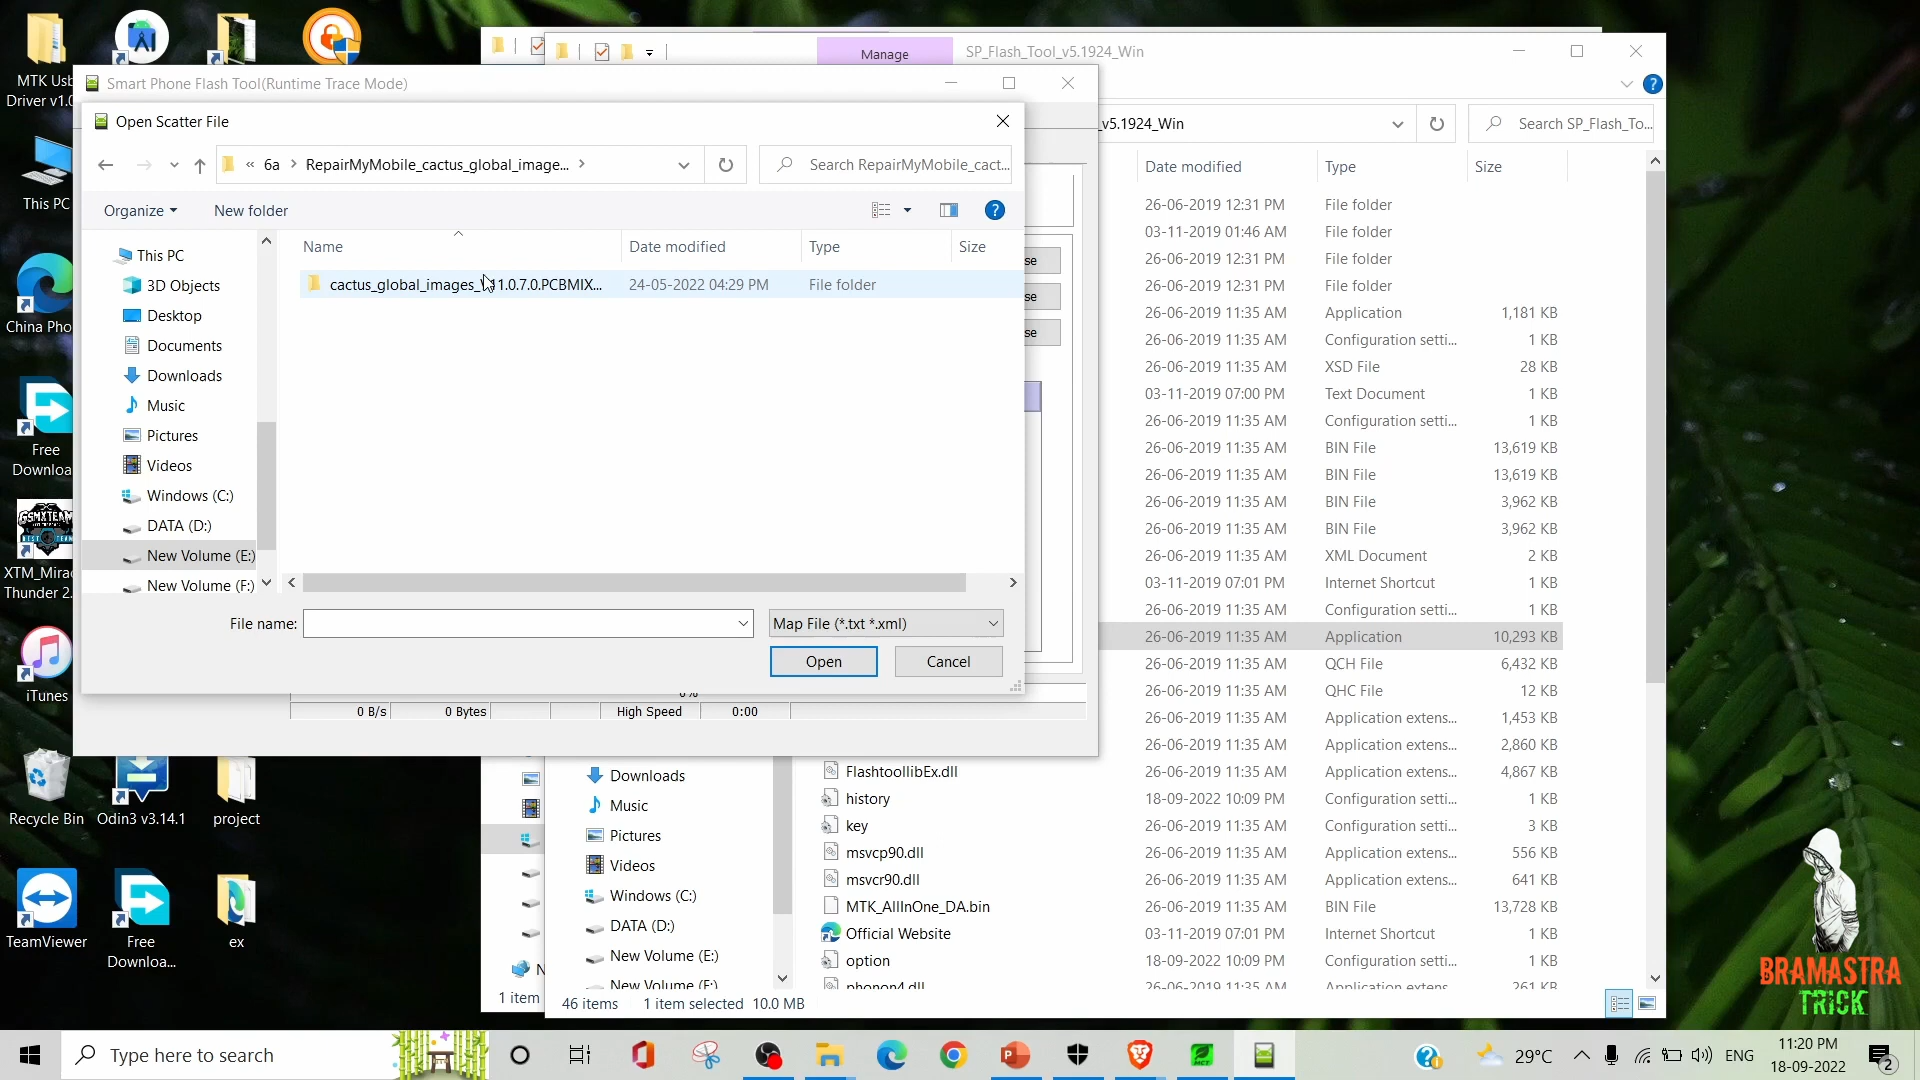 MTK Usb
Driver v1.0
This PC
China Pho
Free
Downloa
GSMXTEAM
XTM_Mirac
Thunder 2.
iTunes
Recycle Bin
Odin3 v3.14.1
project
TeamViewer
Free
Downloa...
ex
Manage
SP_Flash_Tool_v5.1924_Win
Smart Phone Flash Tool(Runtime Trace Mode)
_v5.1924_Win
Search SP_Flash_To...
Open Scatter File
« 6a > RepairMyMobile_cactus_global_image... >
Search RepairMyMobile_cact...
Organize
New folder
Name
Date modified
Type
Size
cactus_global_images_V11.0.7.0.PCBMIX...
24-05-2022 04:29 PM
File folder
This PC
3D Objects
Desktop
Documents
Downloads
Music
Pictures
Videos
Windows (C:)
DATA (D:)
New Volume (E:)
New Volume (F:)
File name:
Map File (*.txt *.xml)
Open
Cancel
se
se
se
0%
0 B/s
0 Bytes
High Speed
0:00
Date modified
Type
Size
26-06-2019 12:31 PM File folder
03-11-2019 01:46 AM File folder
26-06-2019 12:31 PM File folder
26-06-2019 12:31 PM File folder
26-06-2019 11:35 AM Application 1,181 KB
26-06-2019 11:35 AM Configuration setti... 1 KB
26-06-2019 11:35 AM XSD File 28 KB
03-11-2019 07:00 PM Text Document 1 KB
26-06-2019 11:35 AM Configuration setti... 1 KB
26-06-2019 11:35 AM BIN File 13,619 KB
26-06-2019 11:35 AM BIN File 13,619 KB
26-06-2019 11:35 AM BIN File 3,962 KB
26-06-2019 11:35 AM BIN File 3,962 KB
26-06-2019 11:35 AM XML Document 2 KB
03-11-2019 07:01 PM Internet Shortcut 1 KB
26-06-2019 11:35 AM Configuration setti... 1 KB
26-06-2019 11:35 AM Application 10,293 KB
26-06-2019 11:35 AM QCH File 6,432 KB
26-06-2019 11:35 AM QHC File 12 KB
26-06-2019 11:35 AM Application extens... 1,453 KB
26-06-2019 11:35 AM Application extens... 2,860 KB
FlashtoollibEx.dll 26-06-2019 11:35 AM Application extens... 4,867 KB
history 18-09-2022 10:09 PM Configuration setti... 1 KB
key 26-06-2019 11:35 AM Configuration setti... 3 KB
msvcp90.dll 26-06-2019 11:35 AM Application extens... 556 KB
msvcr90.dll 26-06-2019 11:35 AM Application extens... 641 KB
MTK_AllInOne_DA.bin 26-06-2019 11:35 AM BIN File 13,728 KB
Official Website 03-11-2019 07:01 PM Internet Shortcut 1 KB
option 18-09-2022 10:09 PM Configuration setti... 1 KB
phonon4.dll 26-06-2019 11:35 AM Application extens... 261 KB
Downloads
Music
Pictures
Videos
Windows (C:)
DATA (D:)
New Volume (E:)
New Volume (F:)
N
1 item
46 items
1 item selected 10.0 MB
BRAMASTRA
TRICK
Type here to search
29°C
ENG
11:20 PM
18-09-2022
2